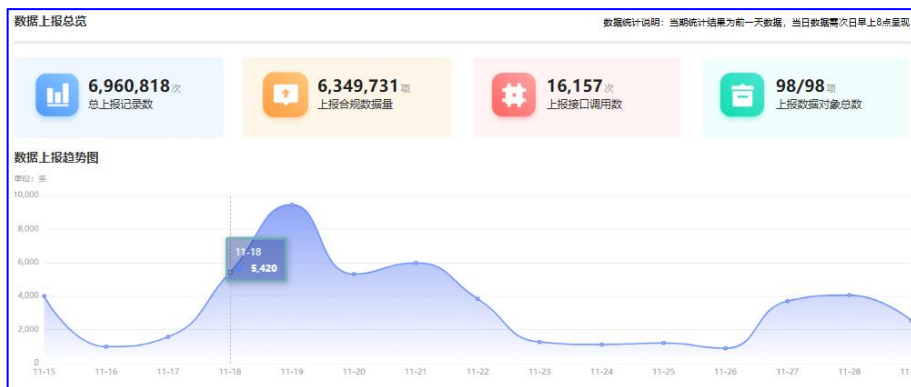 数据上报总览
数据统计说明：当期统计结果为前一天数据，当日数据需次日早上8点呈现
6,960,818次
总上报记录数
6,349,731项
上报合规数据量
16,157次
上报接口调用数
98/98项
上报数据对象总数
数据上报趋势图
单位：条
10,000
8,000
6,000
4,000
2,000
0
11-18
5,420
11-15 11-16 11-17 11-18 11-19 11-20 11-21 11-22 11-23 11-24 11-25 11-26 11-27 11-28